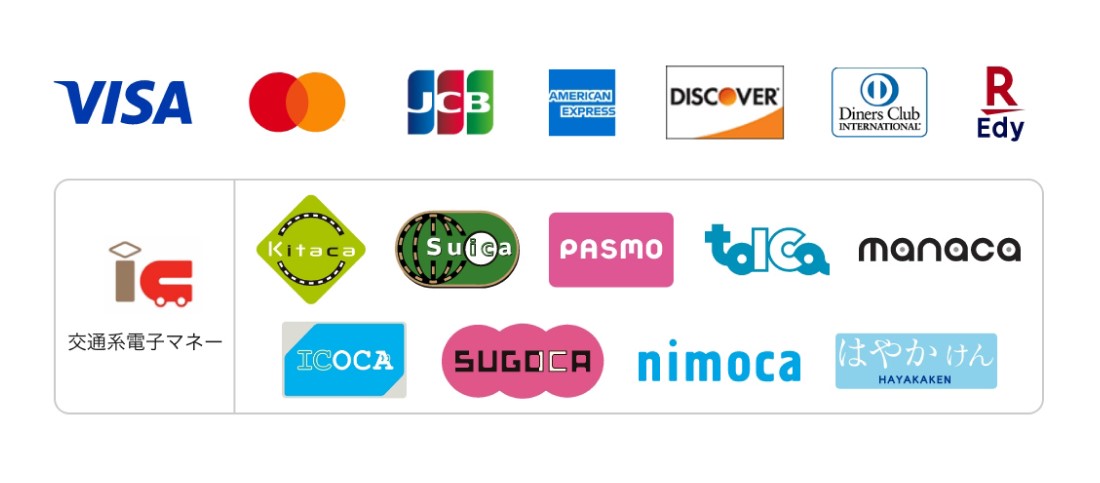 VISA
JCB
AMERICAN
EXPRESS
DISCOVER
Diners Club
INTERNATIONAL
R
Edy
ic
交通系電子マネー
Kitaca
Suica
PASMO
TOICa
manaca
ICOCA
SUGOCA
nimoca
はやかけん
HAYAKAKEN